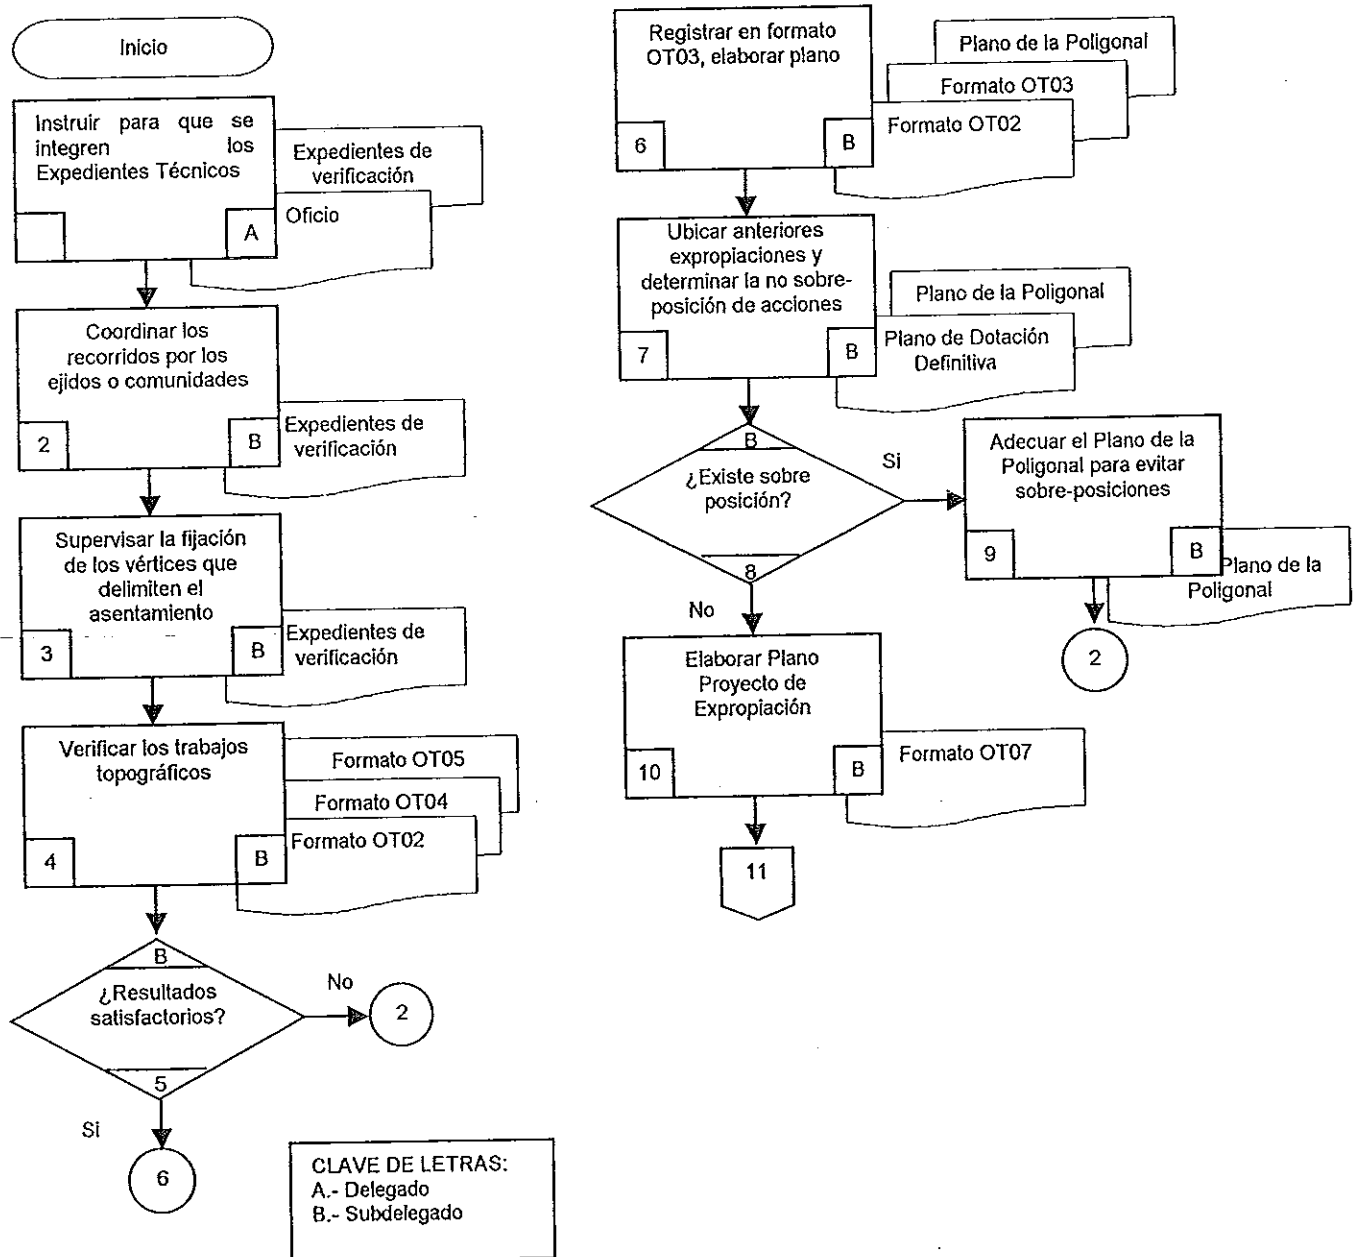 Inicio
Instruir para que se
integren los
Expedientes Técnicos
A
Expedientes de
verificación
Oficio
Coordinar los
recorridos por los
ejidos o comunidades
2
B
Expedientes de
verificación
Supervisar la fijación
de los vértices que
delimiten el
asentamiento
3
B
Expedientes de
verificación
Verificar los trabajos
topográficos
4
B
Formato OT05
Formato OT04
Formato OT02
B
¿Resultados
satisfactorios?
5
No
2
Si
6
CLAVE DE LETRAS:
A.- Delegado
B.- Subdelegado
Registrar en formato
OT03, elaborar plano
6
B
Plano de la Poligonal
Formato OT03
Formato OT02
Ubicar anteriores
expropiaciones y
determinar la no sobre-
posición de acciones
7
B
Plano de la Poligonal
Plano de Dotación
Definitiva
B
¿Existe sobre
posición?
8
Si
Adecuar el Plano de la
Poligonal para evitar
sobre-posiciones
9
B
Plano de la
Poligonal
2
No
Elaborar Plano
Proyecto de
Expropiación
10
B
Formato OT07
11